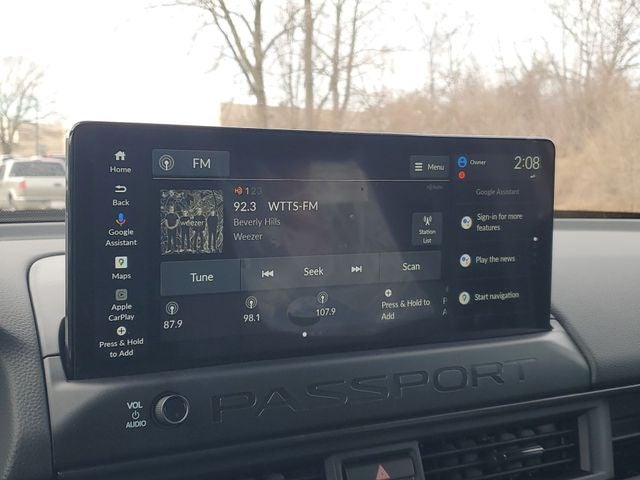 Home
Back
Google
Assistant
Maps
Apple
CarPlay
Press & Hold
to Add
FM
Menu
123
92.3 WTTS-FM
Beverly Hills
Weezer
weezer
Station
List
Tune
Seek
Scan
87.9
98.1
107.9
Press & Hold to
Add
Owner
2:08
Google Assistant
Sign-in for more
features
Play the news
Start navigation
VOL
AUDIO
PASSPORT